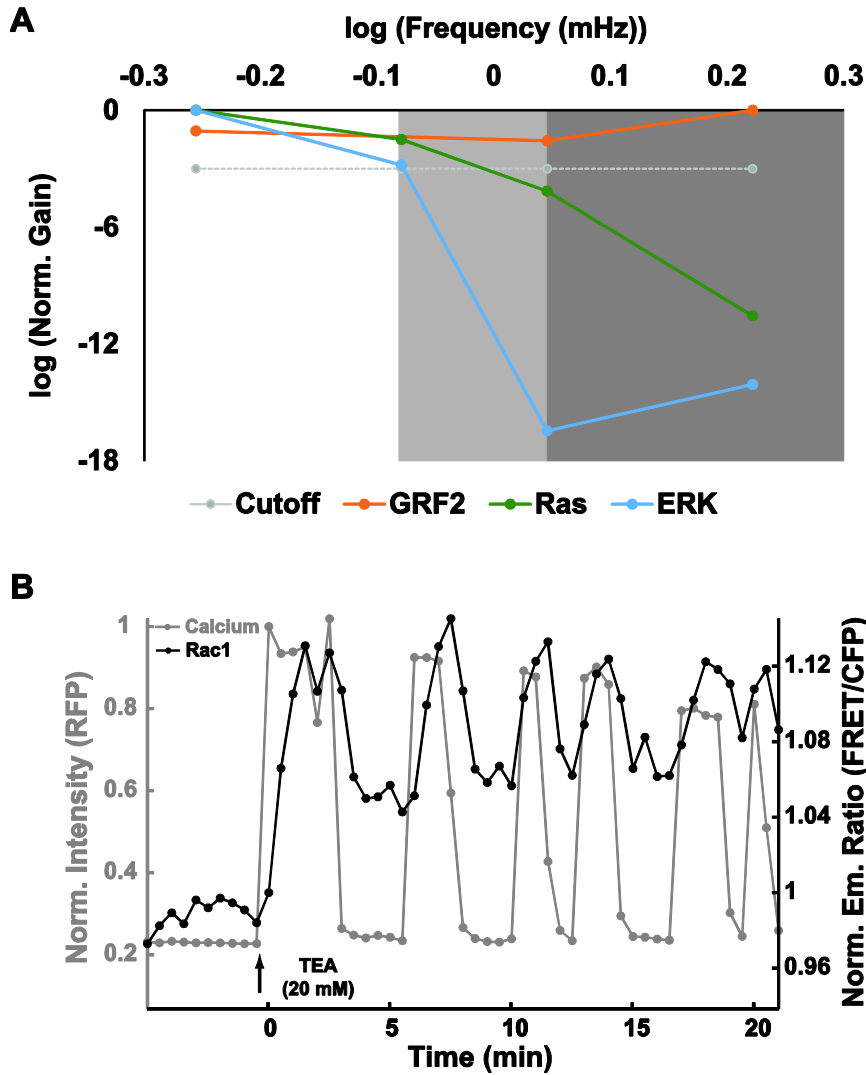 A
log (Frequency (mHz))
-0.3 -0.2 -0.1 0 0.1 0.2 0.3
log (Norm. Gain)
0
-6
-12
-18
Cutoff GRF2 Ras ERK
B
Norm. Intensity (RFP)
1
0.8
0.6
0.4
0.2
Calcium
Rac1
TEA
(20 mM)
1.12
1.08
1.04
1
0.96
Norm. Em. Ratio (FRET/CFP)
0 5 10 15 20
Time (min)